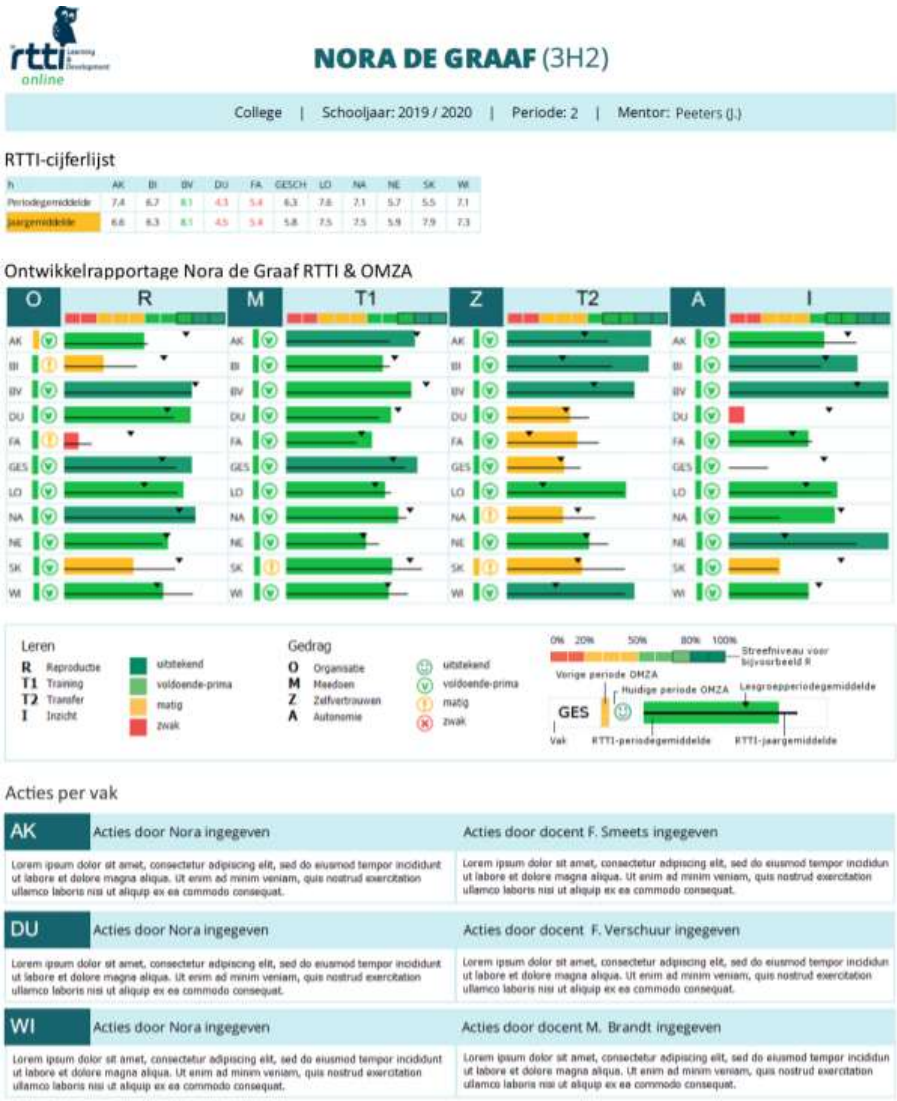 rtti Learning & Development
online
NORA DE GRAAF (3H2)
College | Schooljaar: 2019 / 2020 | Periode: 2 | Mentor: Peeters (J.)
RTTI-cijferlijst
h AK BI BV DU FA GESCH LO NA NE SK WI
Periodegemiddelde 7.4 6.7 8.1 4.3 5.4 6.3 7.6 7.1 5.7 5.5 7.1
Jaargemiddelde 6.6 6.3 8.1 4.5 5.4 5.8 7.5 7.5 5.9 7.9 7.3
Ontwikkelrapportage Nora de Graaf RTTI & OMZA
O R M T1 Z T2 A I
AK AK AK AK
BI BI BI BI
BV BV BV BV
DU DU DU DU
FA FA FA FA
GES GES GES GES
LO LO LO LO
NA NA NA NA
NE NE NE NE
SK SK SK SK
WI WI WI WI
Leren
R Reproductie
T1 Training
T2 Transfer
I Inzicht
uitstekend
voldoende-prima
matig
zwak
Gedrag
O Organisatie
M Meedoen
Z Zelfvertrouwen
A Autonomie
uitstekend
voldoende-prima
matig
zwak
0% 20% 50% 80% 100%
Streefniveau voor
bijvoorbeeld R
Vorige periode OMZA
Huidige periode OMZA Lesgroepperiodegemiddelde
GES
Vak RTTI-periodegemiddelde RTTI-jaargemiddelde
Acties per vak
AK Acties door Nora ingegeven Acties door docent F. Smeets ingegeven
Lorem ipsum dolor sit amet, consectetur adipiscing elit, sed do eiusmod tempor incididunt
ut labore et dolore magna aliqua. Ut enim ad minim veniam, quis nostrud exercitation
ullamco laboris nisi ut aliquip ex ea commodo consequat.
Lorem ipsum dolor sit amet, consectetur adipiscing elit, sed do eiusmod tempor incididun
ut labore et dolore magna aliqua. Ut enim ad minim veniam, quis nostrud exercitation
ullamco laboris nisi ut aliquip ex ea commodo consequat.
DU Acties door Nora ingegeven Acties door docent F. Verschuur ingegeven
Lorem ipsum dolor sit amet, consectetur adipiscing elit, sed do eiusmod tempor incididunt
ut labore et dolore magna aliqua. Ut enim ad minim veniam, quis nostrud exercitation
ullamco laboris nisi ut aliquip ex ea commodo consequat.
Lorem ipsum dolor sit amet, consectetur adipiscing elit, sed do eiusmod tempor incididun
ut labore et dolore magna aliqua. Ut enim ad minim veniam, quis nostrud exercitation
ullamco laboris nisi ut aliquip ex ea commodo consequat.
WI Acties door Nora ingegeven Acties door docent M. Brandt ingegeven
Lorem ipsum dolor sit amet, consectetur adipiscing elit, sed do eiusmod tempor incididunt
ut labore et dolore magna aliqua. Ut enim ad minim veniam, quis nostrud exercitation
ullamco laboris nisi ut aliquip ex ea commodo consequat.
Lorem ipsum dolor sit amet, consectetur adipiscing elit, sed do eiusmod tempor incididun
ut labore et dolore magna aliqua. Ut enim ad minim veniam, quis nostrud exercitation
ullamco laboris nisi ut aliquip ex ea commodo consequat.